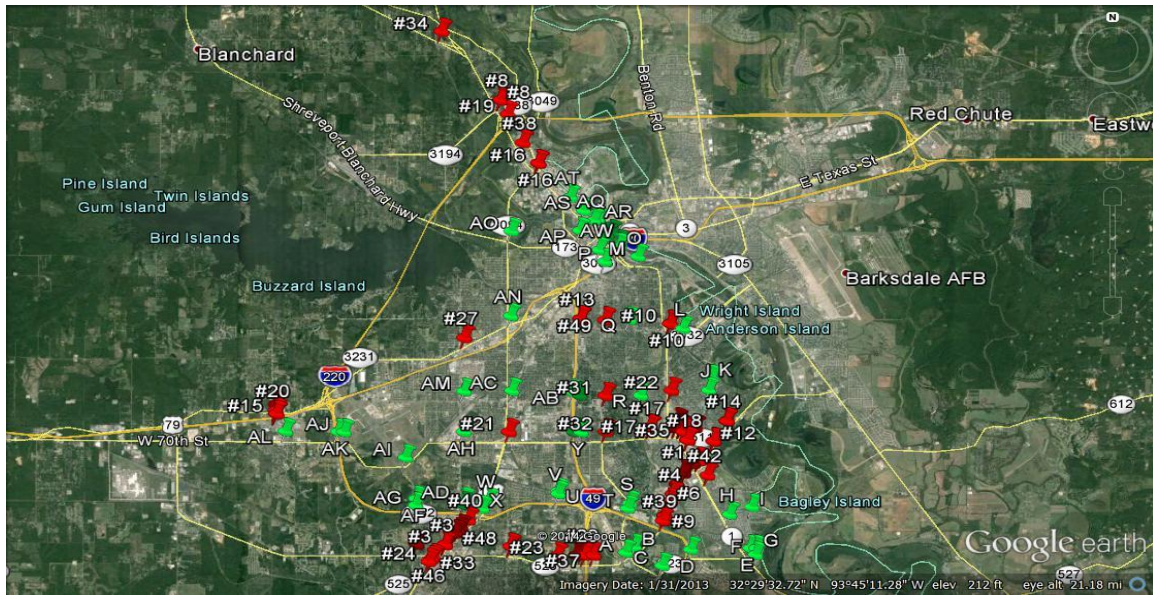 #34
N
Blanchard
#8
#8
#19
3049
#38
Benton Rd
Red Chute
Eastw
Shreveport-Blanchard Hwy
3194
#16
#16
AT
E Texas St
Pine Island
Twin Islands
Gum Island
AS
AQ
AR
Bird Islands
AO
AP
AW
O
3
173
P
M
3105
Buzzard Island
Barksdale AFB
AN
#13
#10
L
Wright Island
#49
Q
Anderson Island
#27
#10
3231
220
J
K
AM
AC
#31
#22
AB
R
#20
#15
#17
#14
612
79
AL
AJ
#21
#32
#17
#35
#18
#12
W 70th St
AK
AI
AH
Y
#1
#42
#4
AG
AD
W
V
#40
X
U
49
T
S
#39
#6
H
I
Bagley Island
AF
#3
#3
#9
#48
#24
#33
#23
A
B
1
F
G
#37
C
D
E
#46
525
© 2014 Google
Google earth
527
Imagery Date: 1/31/2013 32°29'32.72" N 93°45'11.28" W elev 212 ft eye alt 21.18 mi